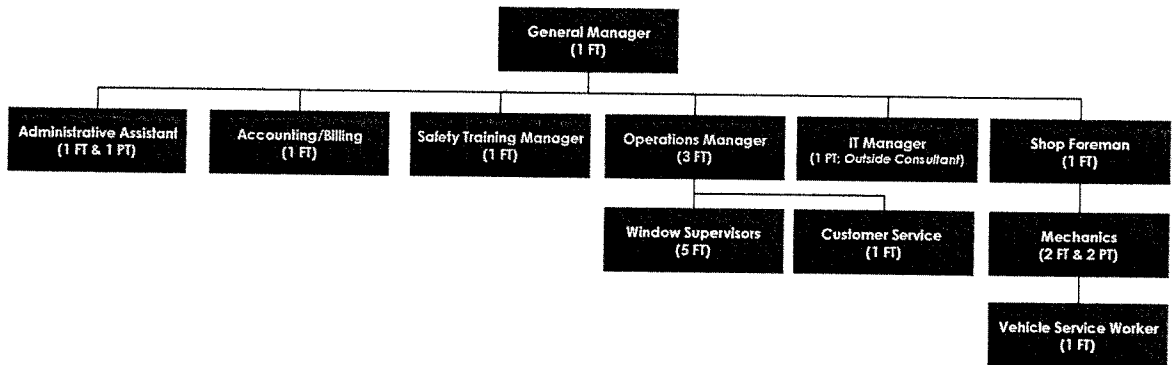 General Manager
(1 FT)
Administrative Assistant
(1 FT & 1 PT)
Accounting/Billing
(1 FT)
Safety Training Manager
(1 FT)
Operations Manager
(3 FT)
IT Manager
(1 PT; Outside Consultant)
Shop Foreman
(1 FT)
Window Supervisors
(5 FT)
Customer Service
(1 FT)
Mechanics
(2 FT & 2 PT)
Vehicle Service Worker
(1 FT)